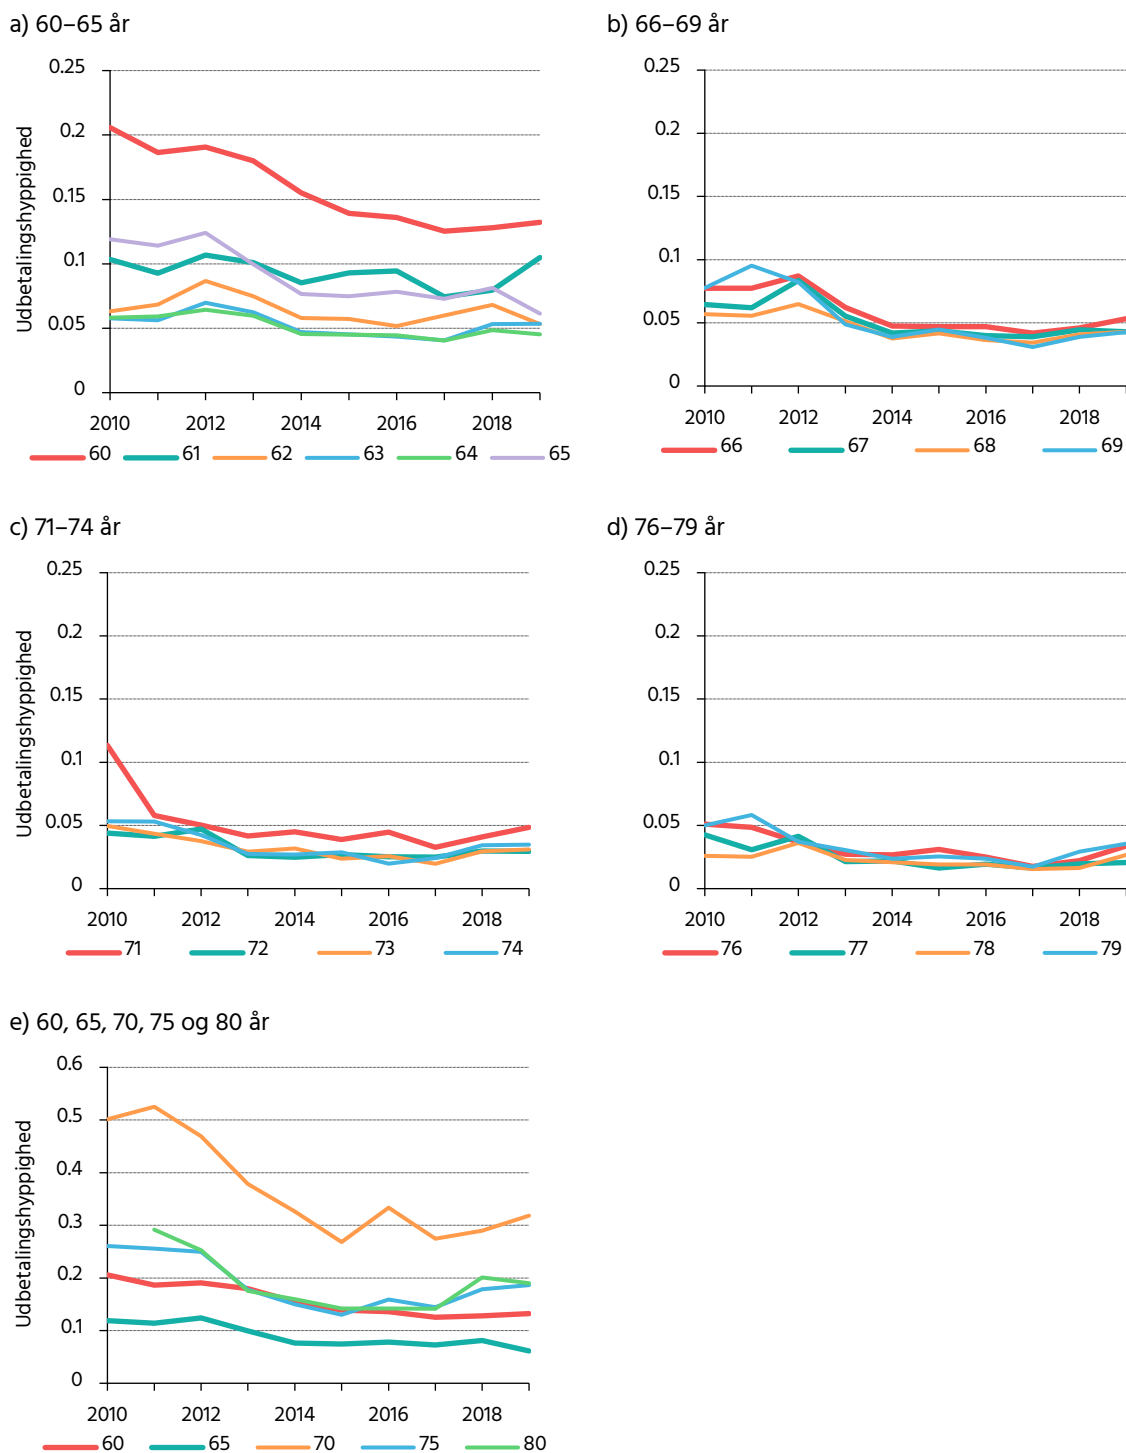 a) 60–65 år
Udbetalingshyppighed
0.25
0.2
0.15
0.1
0.05
0
2010 2012 2014 2016 2018
60 61 62 63 64 65
b) 66–69 år
0.25
0.2
0.15
0.1
0.05
0
2010 2012 2014 2016 2018
66 67 68 69
c) 71–74 år
Udbetalingshyppighed
0.25
0.2
0.15
0.1
0.05
0
2010 2012 2014 2016 2018
71 72 73 74
d) 76–79 år
0.25
0.2
0.15
0.1
0.05
0
2010 2012 2014 2016 2018
76 77 78 79
e) 60, 65, 70, 75 og 80 år
Udbetalingshyppighed
0.6
0.5
0.4
0.3
0.2
0.1
0
2010 2012 2014 2016 2018
60 65 70 75 80